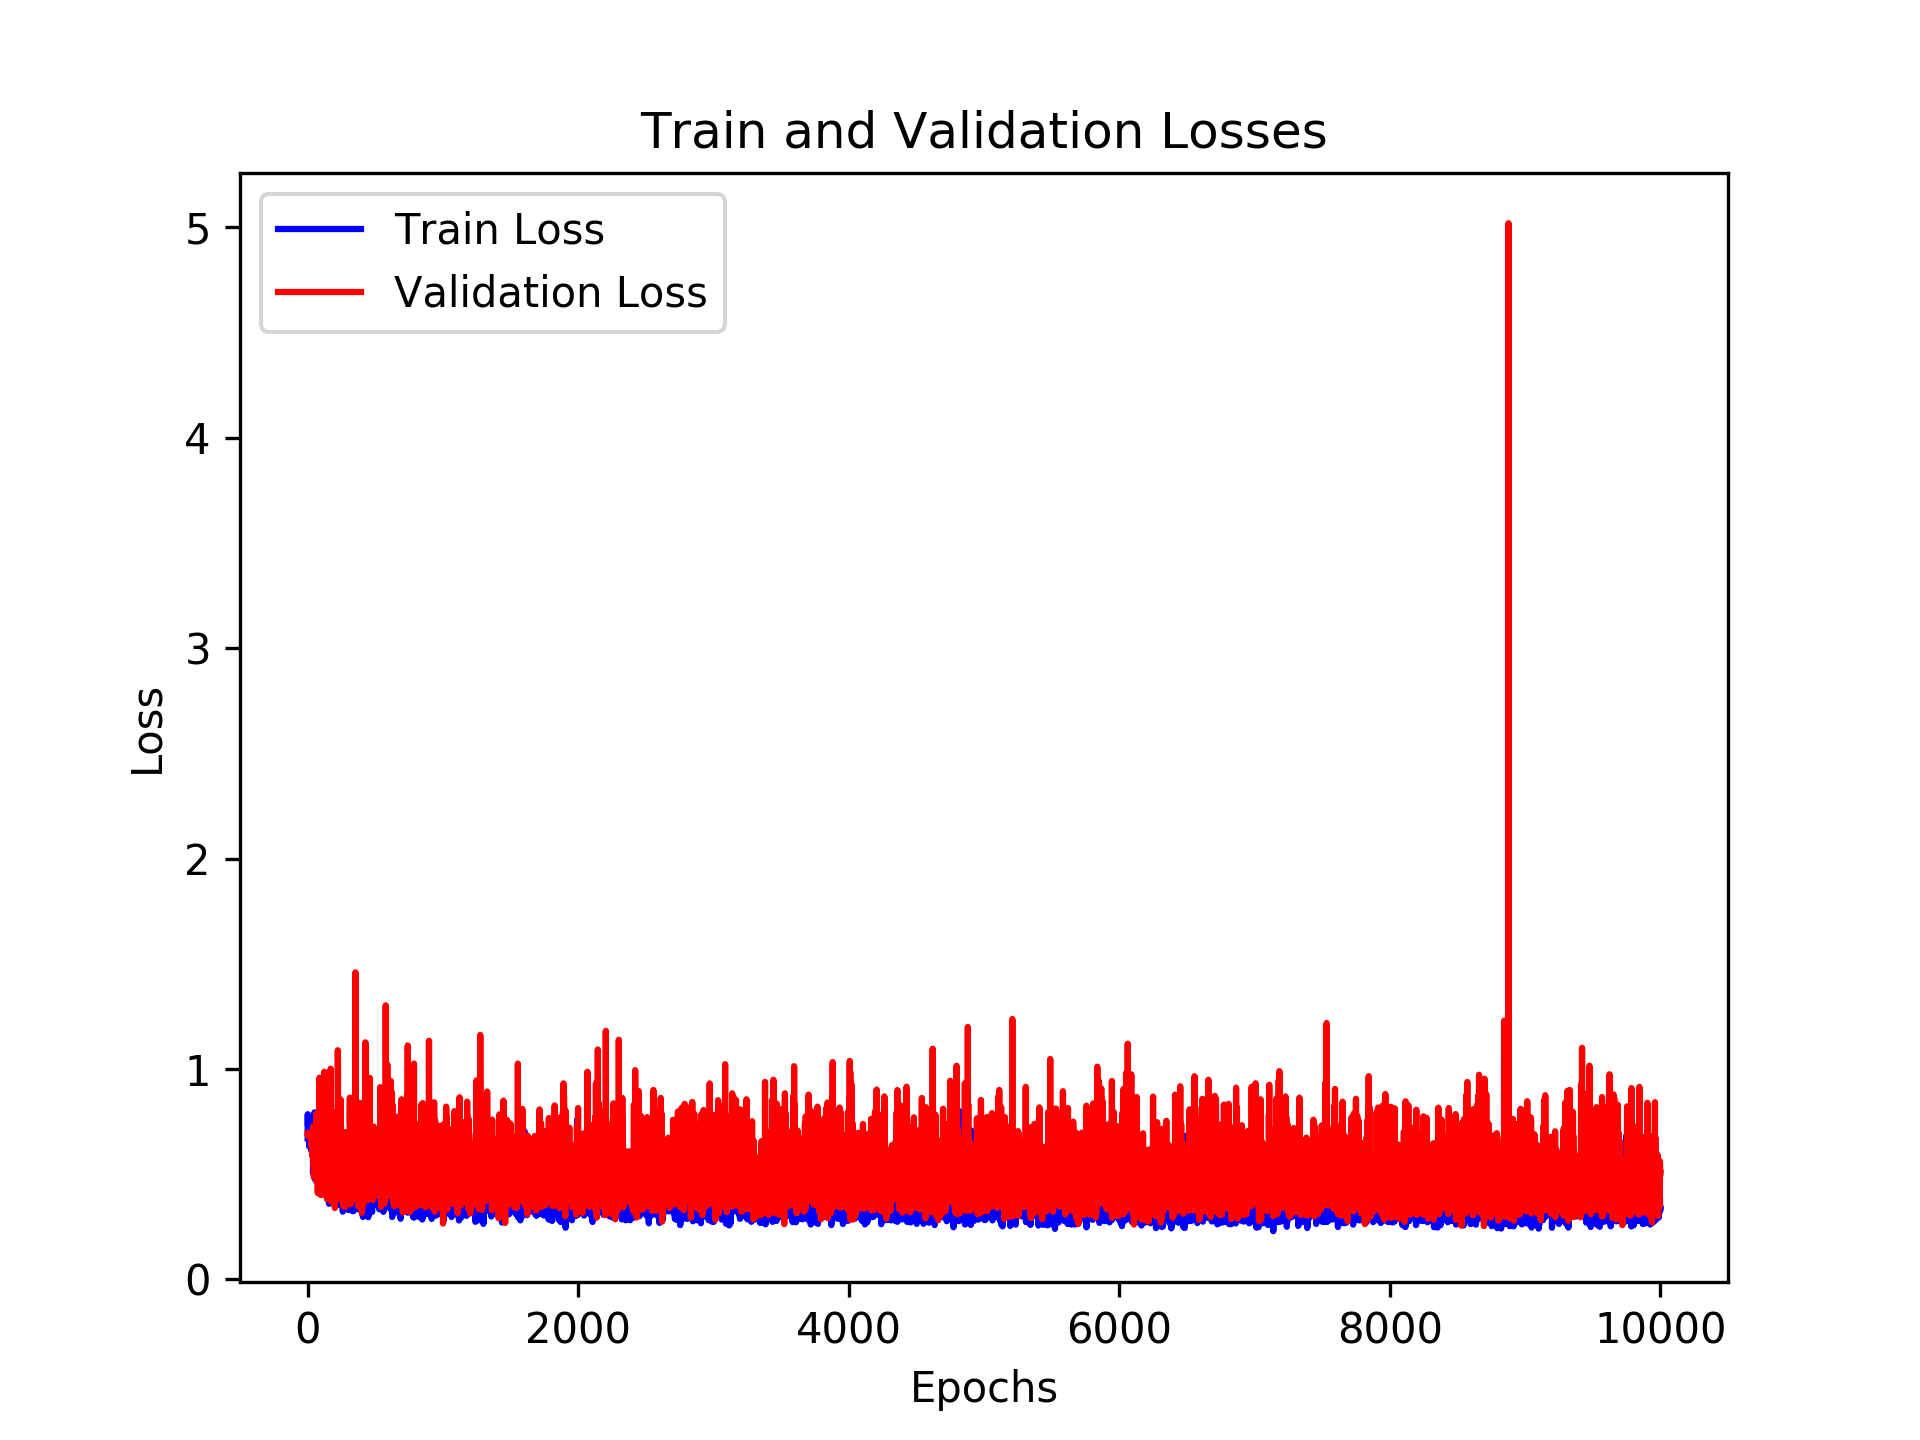 Train and Validation Losses
Train Loss
Validation Loss
5
4
3
2
1
0
Loss
0 2000 4000 6000 8000 10000
Epochs